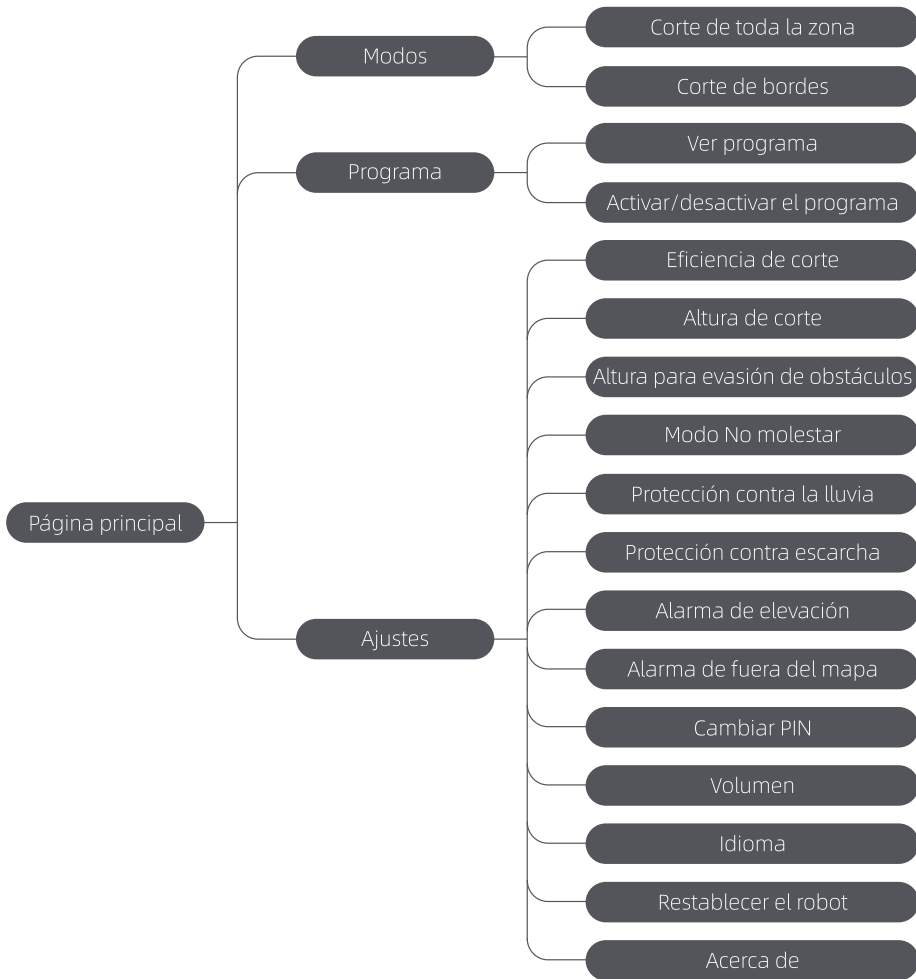 Página principal
Modos
Corte de toda la zona
Corte de bordes
Programa
Ver programa
Activar/desactivar el programa
Ajustes
Eficiencia de corte
Altura de corte
Altura para evasión de obstáculos
Modo No molestar
Protección contra la lluvia
Protección contra escarcha
Alarma de elevación
Alarma de fuera del mapa
Cambiar PIN
Volumen
Idioma
Restablecer el robot
Acerca de